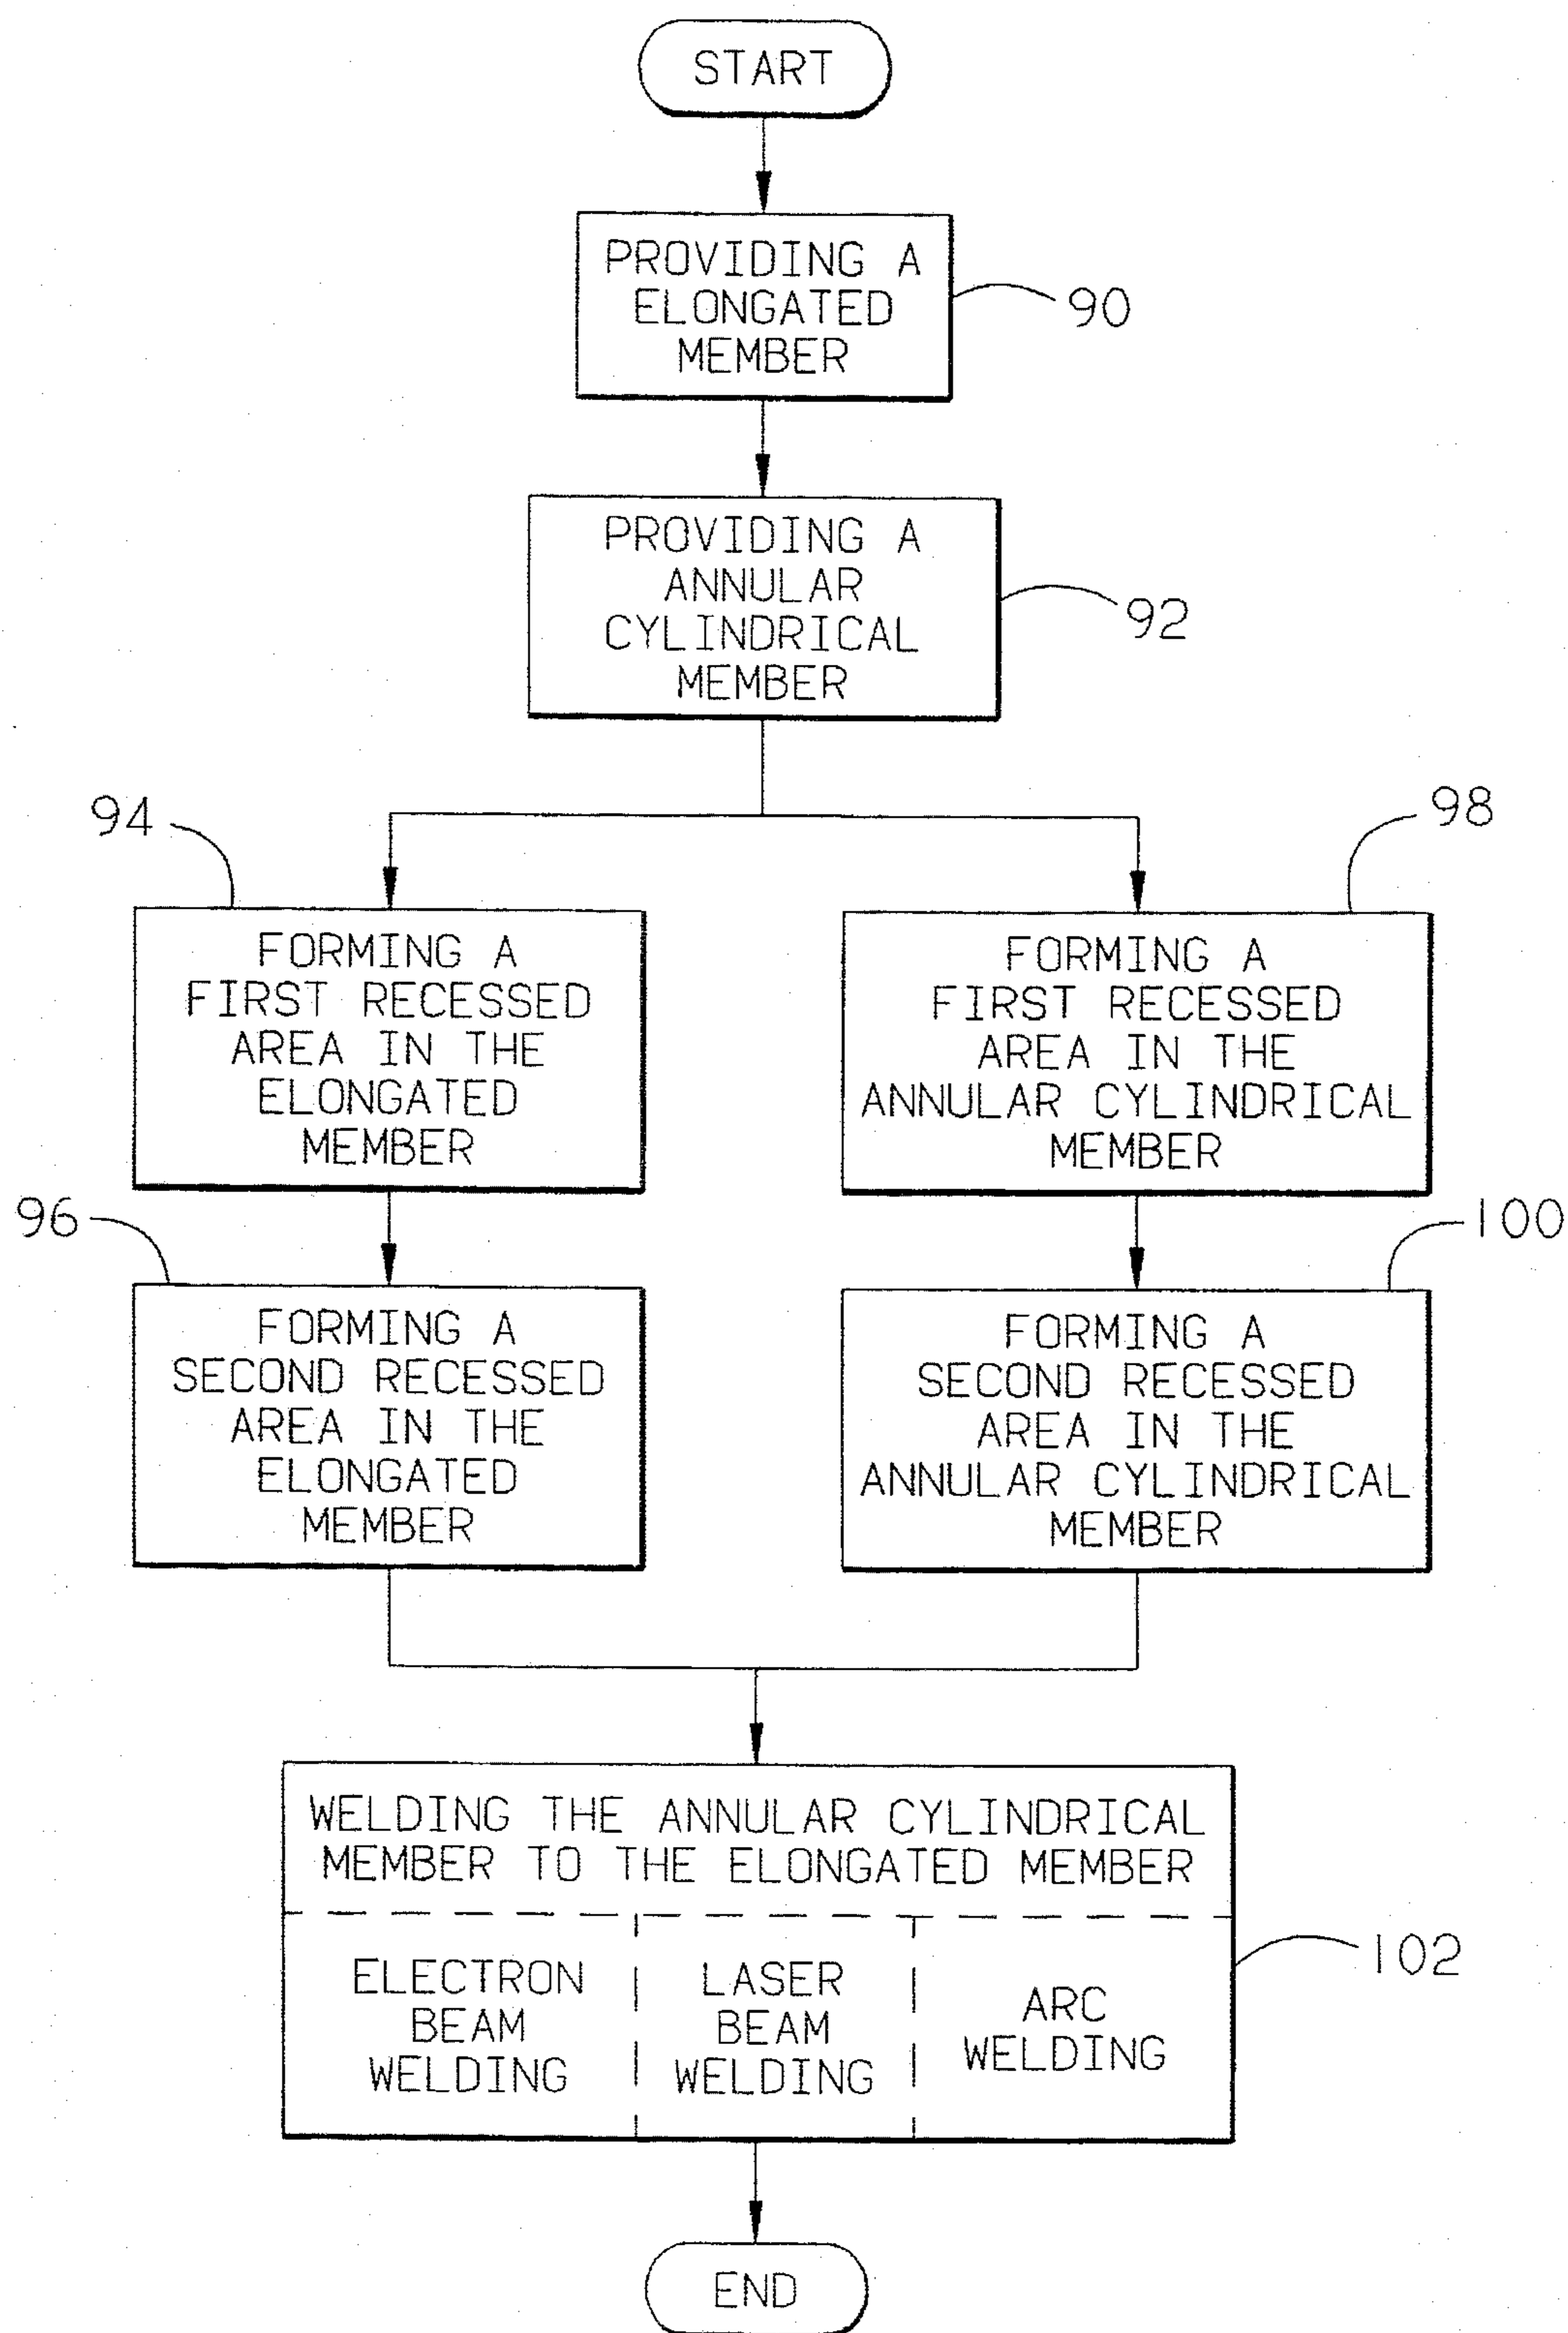 START
PROVIDING A
ELONGATED
MEMBER
90
PROVIDING A
ANNULAR
CYLINDRICAL
MEMBER
92
94
FORMING A
FIRST RECESSED
AREA IN THE
ELONGATED
MEMBER
98
FORMING A
FIRST RECESSED
AREA IN THE
ANNULAR CYLINDRICAL
MEMBER
96
FORMING A
SECOND RECESSED
AREA IN THE
ELONGATED
MEMBER
100
FORMING A
SECOND RECESSED
AREA IN THE
ANNULAR CYLINDRICAL
MEMBER
WELDING THE ANNULAR CYLINDRICAL
MEMBER TO THE ELONGATED MEMBER
ELECTRON
BEAM
WELDING
LASER
BEAM
WELDING
ARC
WELDING
102
END